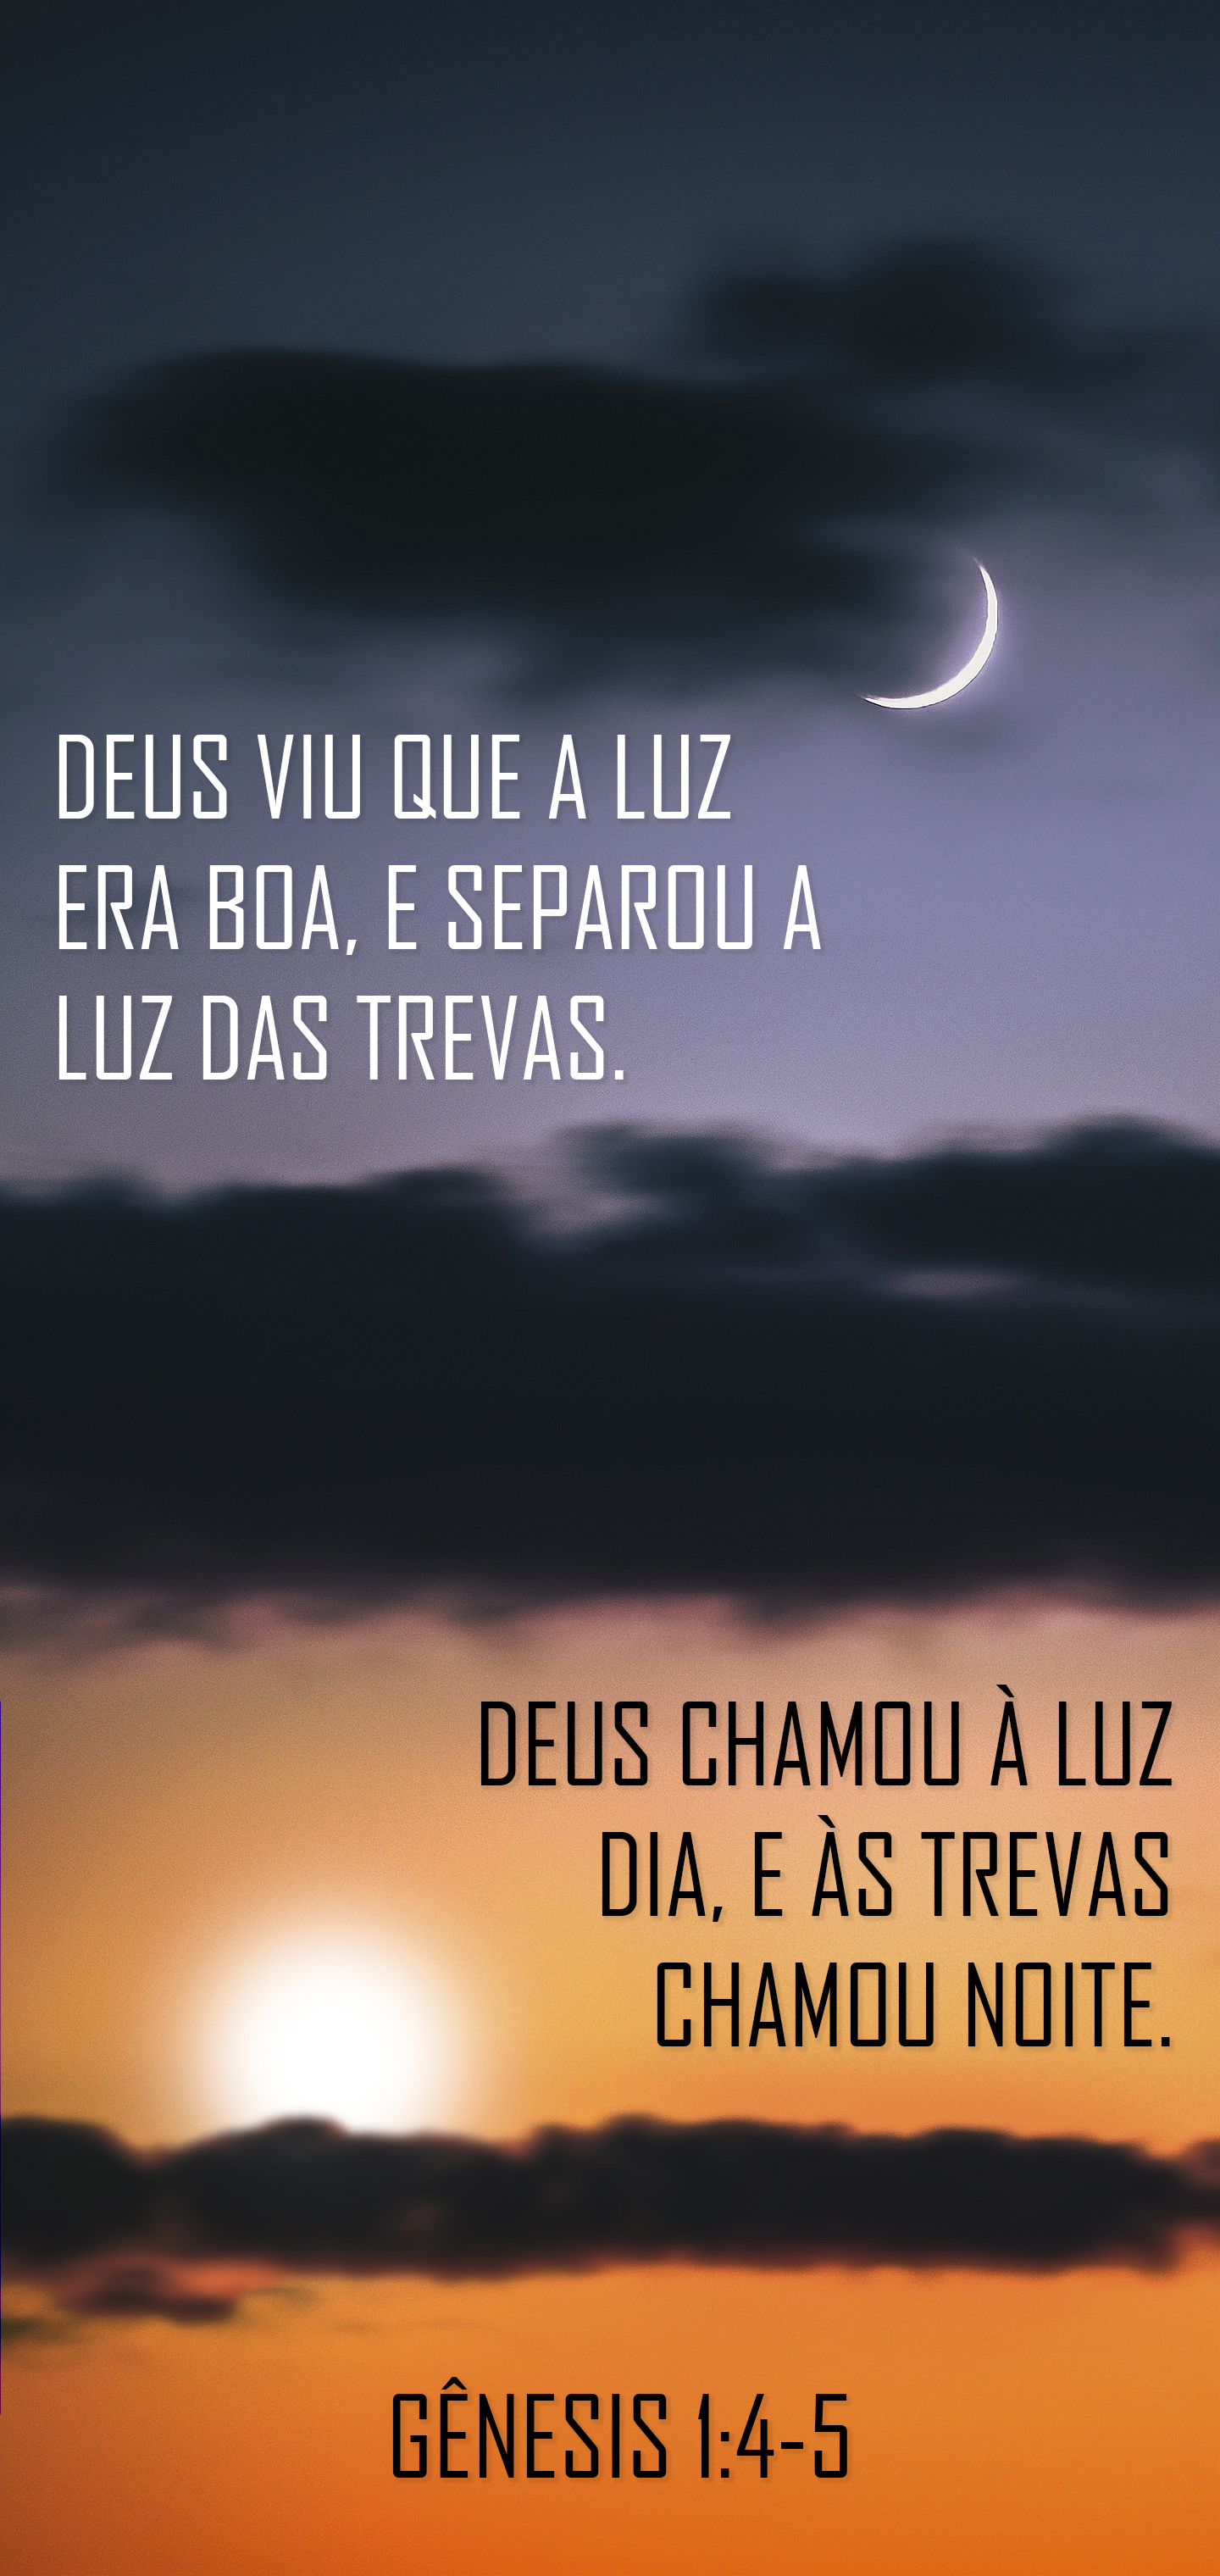 DEUS VIU QUE A LUZ
ERA BOA, E SEPAROU A
LUZ DAS TREVAS.
DEUS CHAMOU À LUZ
DIA, E ÀS TREVAS
CHAMOU NOITE.
GÊNESIS 1:4-5